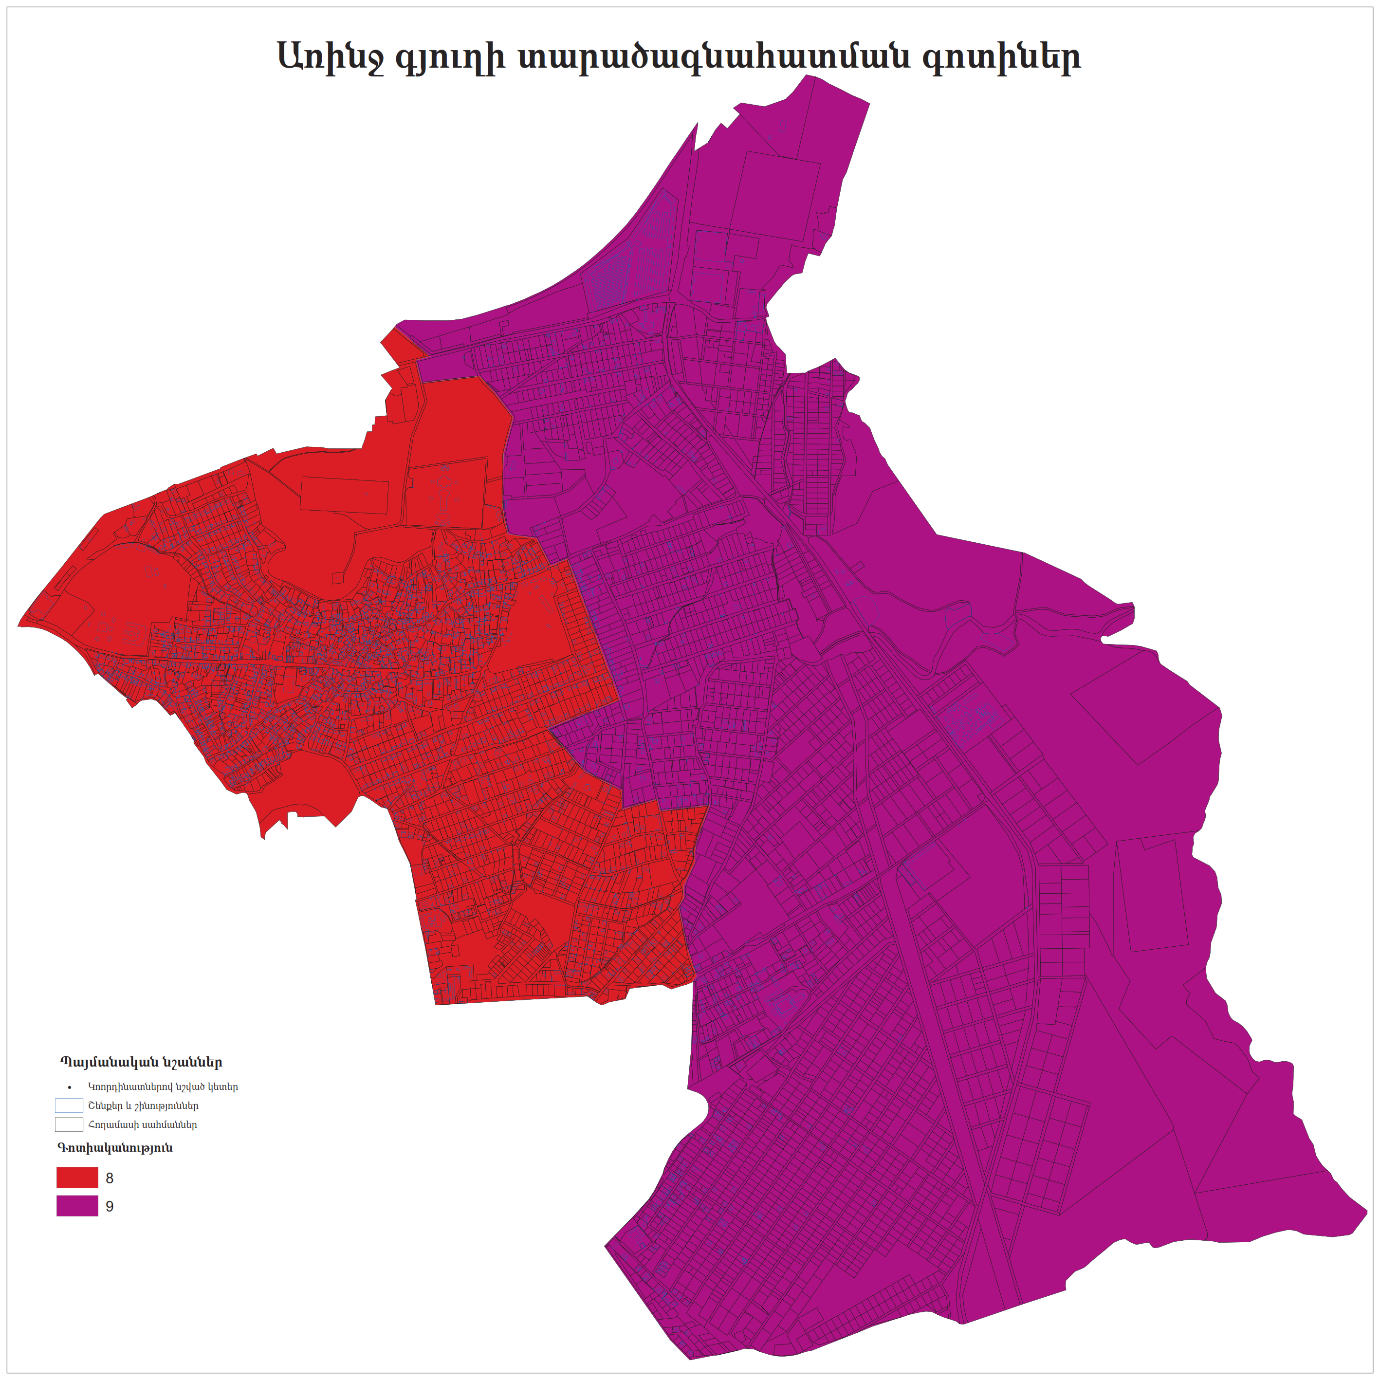 Առինջ գյուղի տարածագնահատման գոտիներ
Պայմանական նշաններ
Կոորդինատներով նշված կետեր
Շենքեր և շինություններ
Հողամասի սահմաններ
Գոտիականություն
8
9